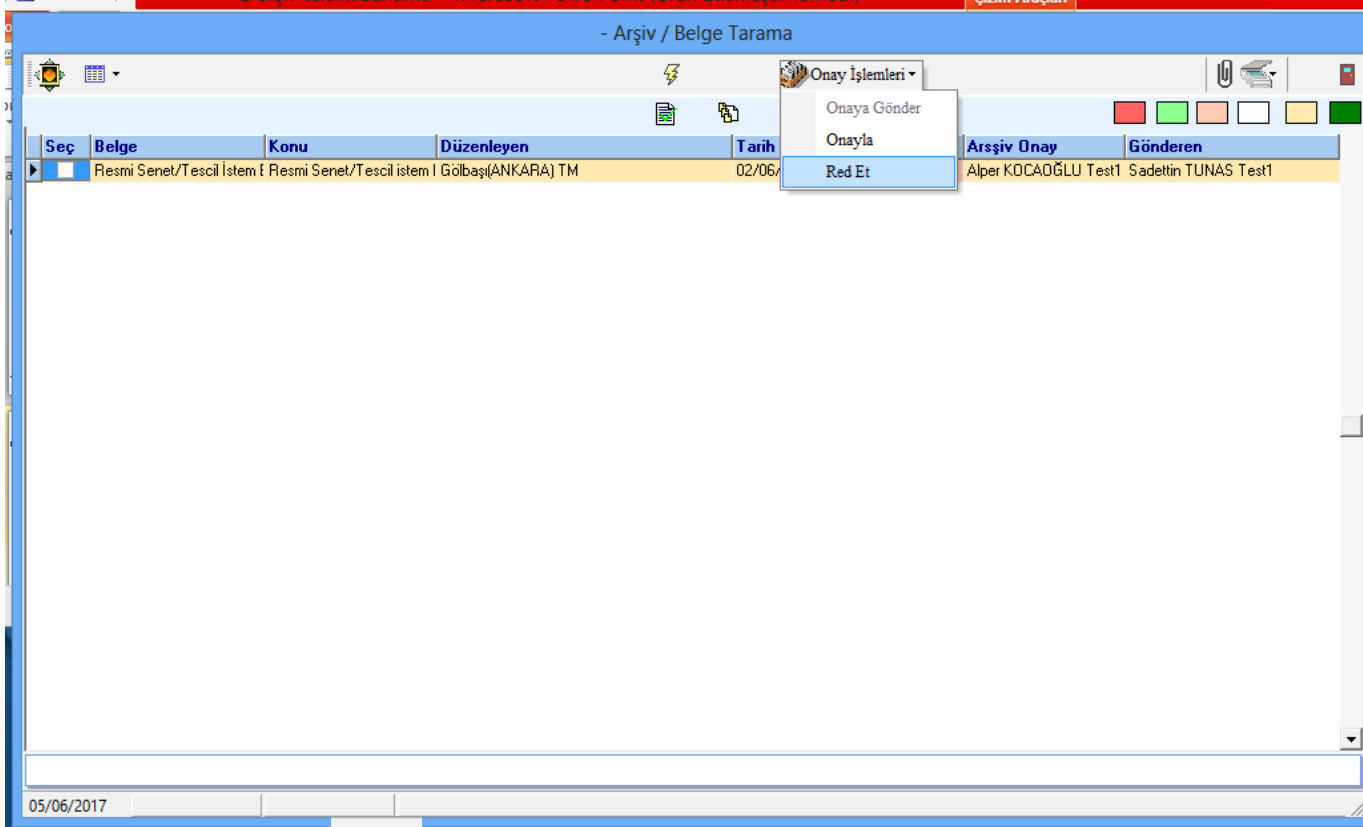 - Arşiv / Belge Tarama
Onay İşlemleri
Onaya Gönder
Onayla
Red Et
Seç Belge Konu Düzenleyen Tarih Arsşiv Onay Gönderen
Resmi Senet/Tescil İstem Resmi Senet/Tescil istem Gölbaşı(ANKARA) TM 02/06/ Alper KOCAOĞLU Test1 Sadettin TUNAS Test1
05/06/2017